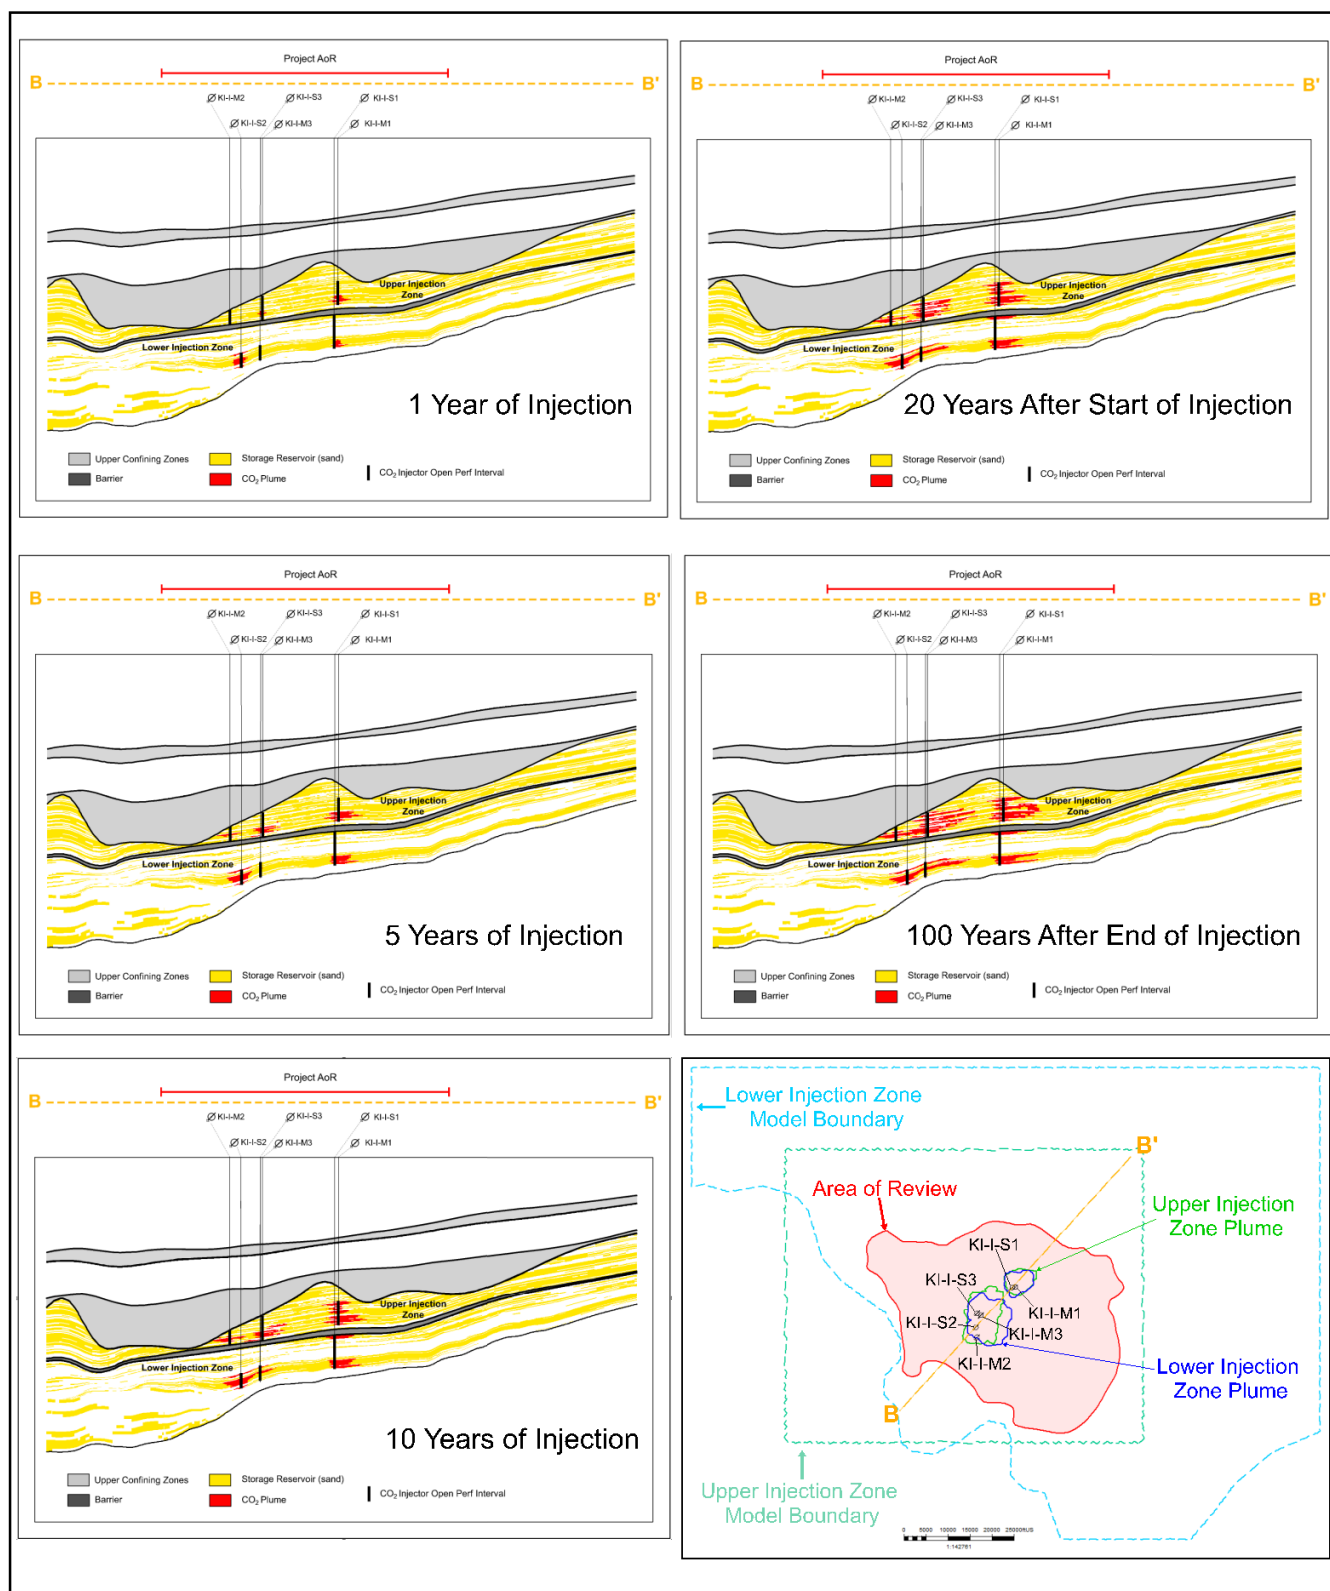 Project AoR
B
B'
KI-I-M2
KI-I-S3
KI-I-S1
KI-I-S2
KI-I-M3
KI-I-M1
Upper Injection
Zone
Lower Injection Zone
1 Year of Injection
Upper Confining Zones
Storage Reservoir (sand)
CO2 Injector Open Perf Interval
Barrier
CO2 Plume
Project AoR
B
B'
KI-I-M2
KI-I-S3
KI-I-S1
KI-I-S2
KI-I-M3
KI-I-M1
Upper Injection
Zone
Lower Injection Zone
20 Years After Start of Injection
Upper Confining Zones
Storage Reservoir (sand)
CO2 Injector Open Perf Interval
Barrier
CO2 Plume
Project AoR
B
B'
KI-I-M2
KI-I-S3
KI-I-S1
KI-I-S2
KI-I-M3
KI-I-M1
Upper Injection
Zone
Lower Injection Zone
5 Years of Injection
Upper Confining Zones
Storage Reservoir (sand)
CO2 Injector Open Perf Interval
Barrier
CO2 Plume
Project AoR
B
B'
KI-I-M2
KI-I-S3
KI-I-S1
KI-I-S2
KI-I-M3
KI-I-M1
Upper Injection
Zone
Lower Injection Zone
100 Years After End of Injection
Upper Confining Zones
Storage Reservoir (sand)
CO2 Injector Open Perf Interval
Barrier
CO2 Plume
Project AoR
B
B'
KI-I-M2
KI-I-S3
KI-I-S1
KI-I-S2
KI-I-M3
KI-I-M1
Upper Injection
Zone
Lower Injection Zone
10 Years of Injection
Upper Confining Zones
Storage Reservoir (sand)
CO2 Injector Open Perf Interval
Barrier
CO2 Plume
Lower Injection Zone
Model Boundary
B'
Area of Review
Upper Injection
Zone Plume
KI-I-S1
KI-I-S3
KI-I-M1
KI-I-S2
KI-I-M3
KI-I-M2
Lower Injection
Zone Plume
B
Upper Injection Zone
Model Boundary
0 5000 10000 15000 20000 25000ftUS
1:142761